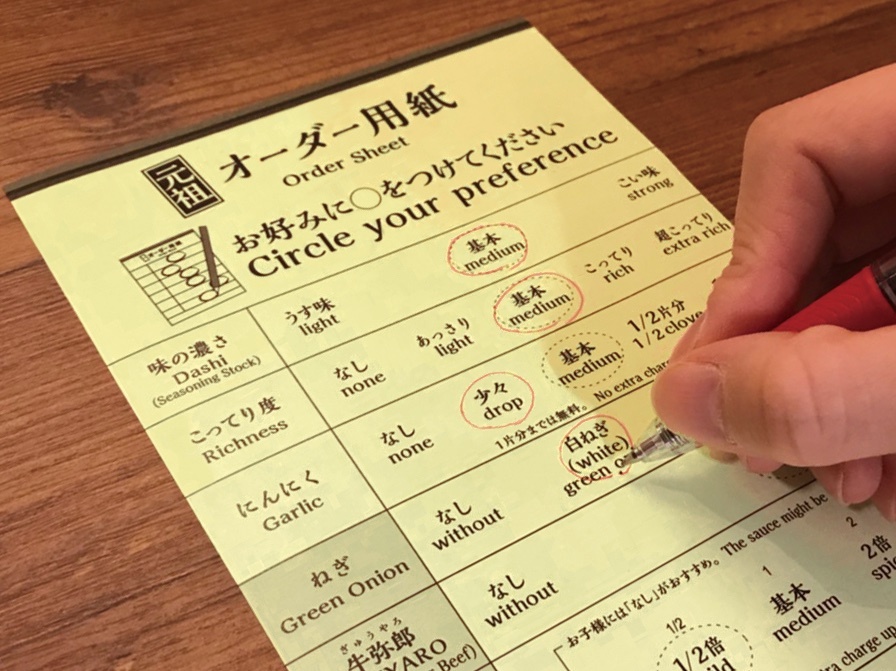 元祖
オーダー用紙
Order Sheet
お好みに○をつけてください
Circle your preference
味の濃さ
Dashi
(Seasoning Stock)
うす味
light
基本
medium
こい味
strong
こってり度
Richness
なし
none
あっさり
light
基本
medium
こってり
rich
超こってり
extra rich
にんにく
Garlic
なし
none
少々
drop
基本
medium
1/2片分
1/2 clove
1片分までは無料。 No extra
ねぎ
Green Onion
なし
without
白ねぎ
(white)
green
ぎゅうやろ
牛弥郎
YARO
Beef)
なし
without
お子様には「なし」がおすすめ。 The sauce might be
1/2
1/2倍
1
基本
medium
2
2倍
charge up